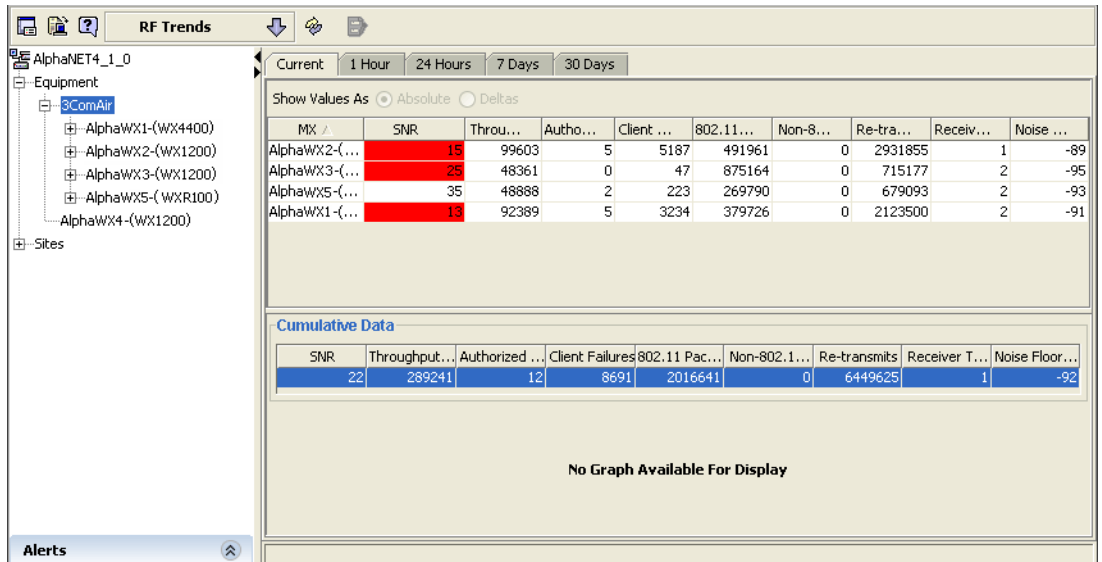 RF Trends
AlphaNET4_1_0
Equipment
3ComAir
AlphaWX1-(WX4400)
AlphaWX2-(WX1200)
AlphaWX3-(WX1200)
AlphaWX5-( WXR100)
AlphaWX4-(WX1200)
Sites
Alerts
Current 1 Hour 24 Hours 7 Days 30 Days
Show Values As Absolute Deltas
MX SNR Throu... Autho... Client ... 802.11... Non-8... Re-tra... Receiv... Noise ...
AlphaWX2-(... 15 99603 5 5187 491961 0 2931855 1 -89
AlphaWX3-(... 25 48361 0 47 875164 0 715177 2 -95
AlphaWX5-(... 35 48888 2 223 269790 0 679093 2 -93
AlphaWX1-(... 13 92389 5 3234 379726 0 2123500 2 -91
Cumulative Data
SNR Throughput... Authorized ... Client Failures 802.11 Pac... Non-802.1... Re-transmits Receiver T... Noise Floor...
22 289241 12 8691 2016641 0 6449625 1 -92
No Graph Available For Display